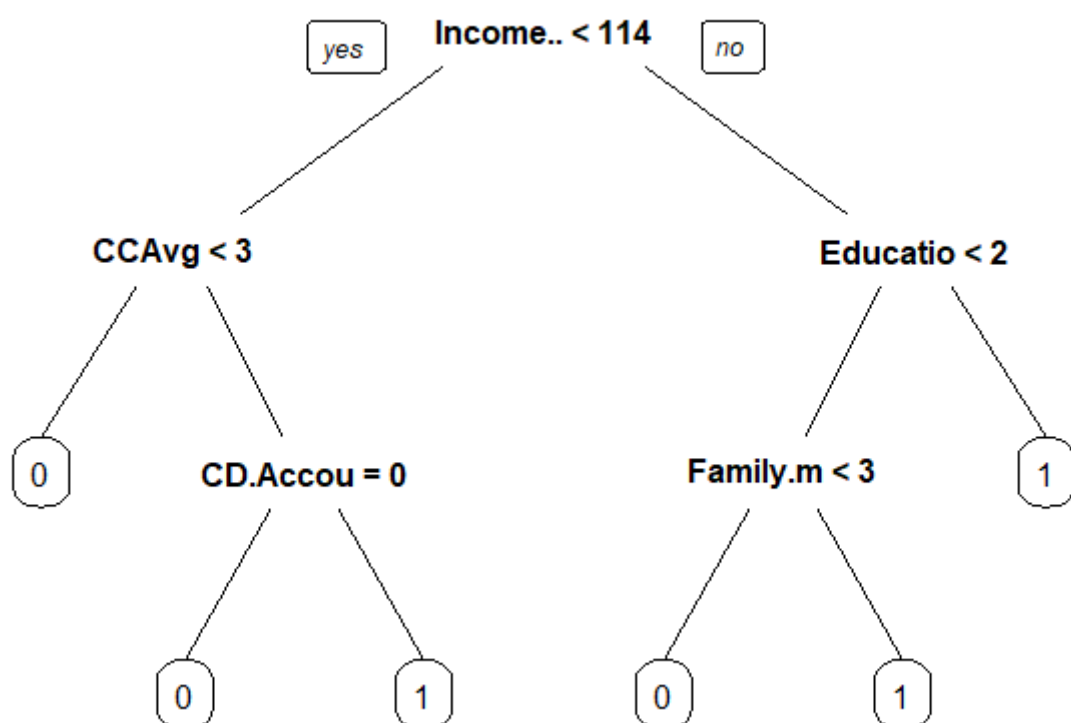 yes
Income.. < 114
no
CCAvg < 3
Educatio < 2
0
CD.Accou = 0
Family.m < 3
1
0
1
0
1